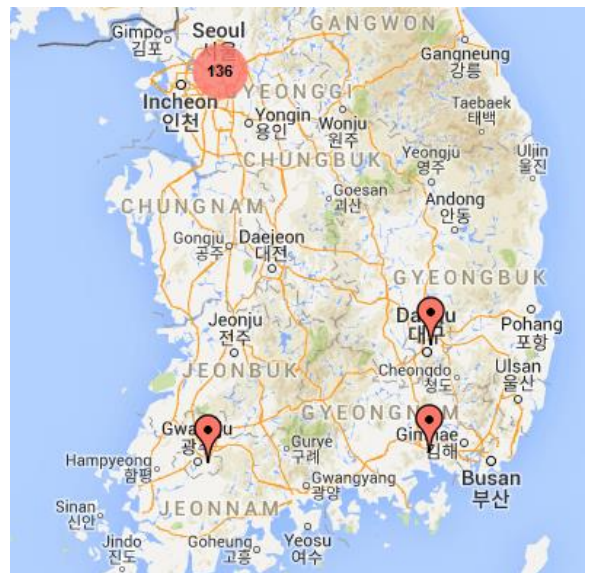 GANGWON
Gimpo
김포
Seoul
136
Gangneung
강릉
GYEONGGI
Incheon
인천
Yongin
용인
Wonju
원주
Taebaek
태백
CHUNGBUK
Yeongju
영주
Uljin
울진
Goesan
괴산
Andong
안동
CHUNGNAM
Gongju
공주
Daejeon
대전
GYEONGBUK
Jeonju
전주
Pohang
포항
JEONBUK
Cheongdo
청도
Ulsan
울산
GYEONGNAM
Gurye
구례
Hampyeong
함평
Busan
부산
Gwangyang
광양
Sinan
신안
JEONNAM
Jindo
진도
Goheung
고흥
Yeosu
여수